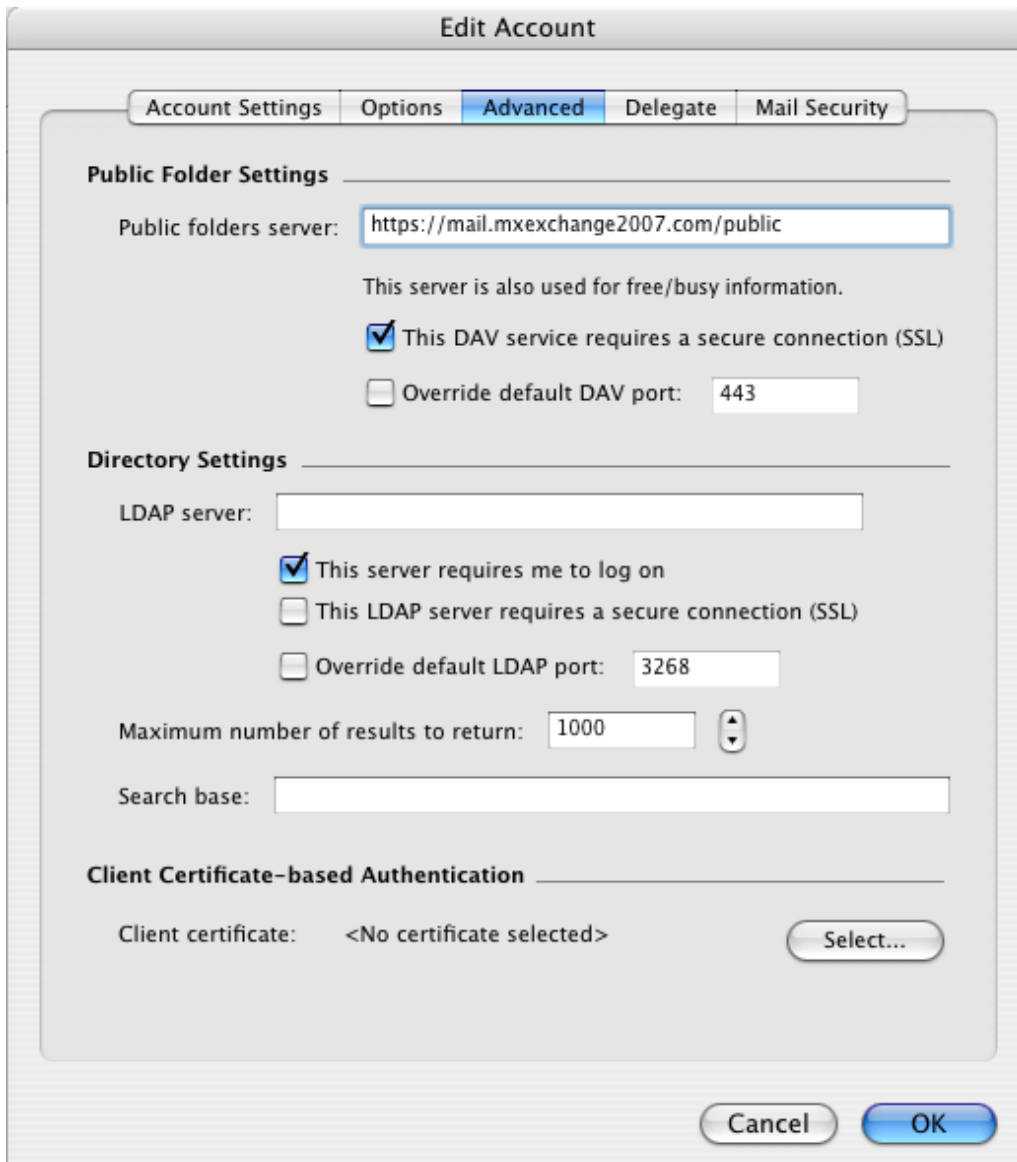 Edit Account
Account Settings Options Advanced Delegate Mail Security
Public Folder Settings
Public folders server: https://mail.mxexchange2007.com/public
This server is also used for free/busy information.
This DAV service requires a secure connection (SSL)
Override default DAV port: 443
Directory Settings
LDAP server:
This server requires me to log on
This LDAP server requires a secure connection (SSL)
Override default LDAP port: 3268
Maximum number of results to return: 1000
Search base:
Client Certificate-based Authentication
Client certificate: <No certificate selected> Select...
Cancel OK